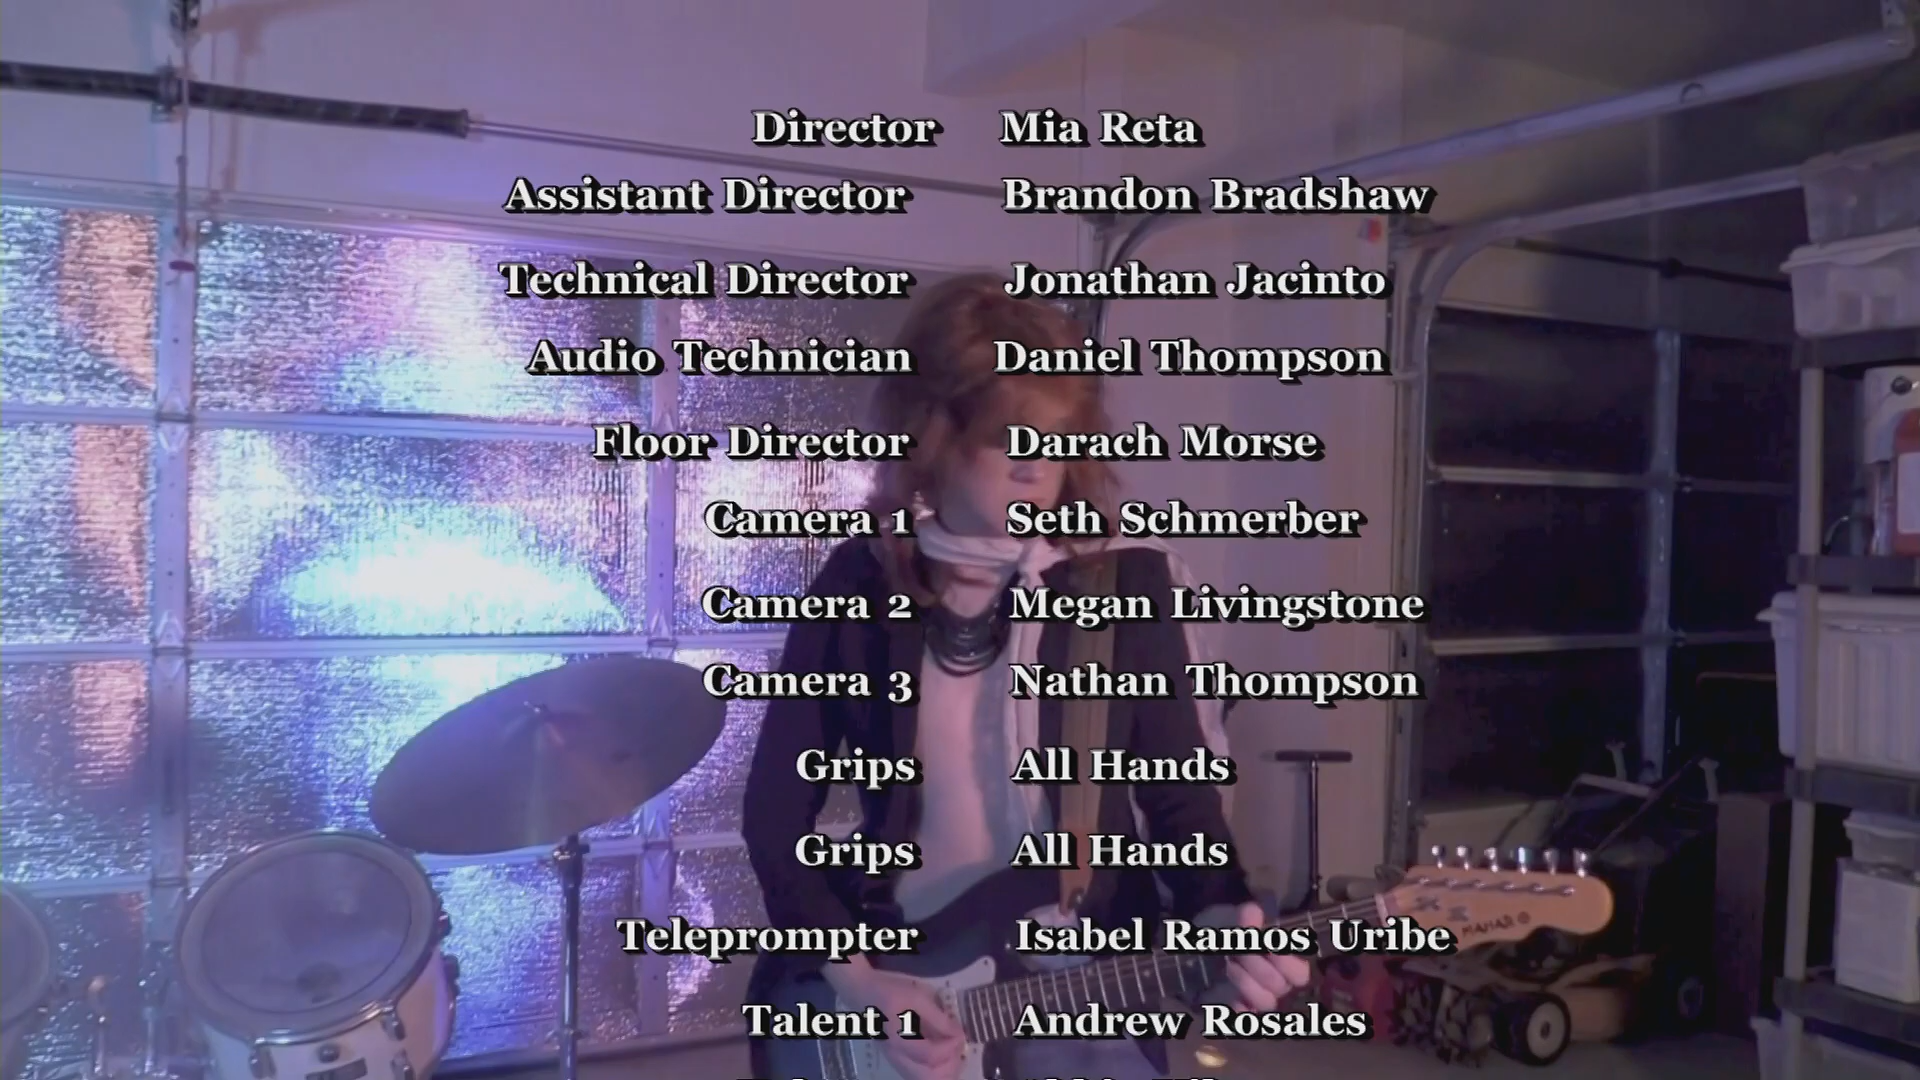 Director Mia Reta
Assistant Director Brandon Bradshaw
Technical Director Jonathan Jacinto
Audio Technician Daniel Thompson
Floor Director Darach Morse
Camera 1 Seth Schmerber
Camera 2 Megan Livingstone
Camera 3 Nathan Thompson
Grips All Hands
Grips All Hands
Teleprompter Isabel Ramos Uribe
Talent 1 Andrew Rosales